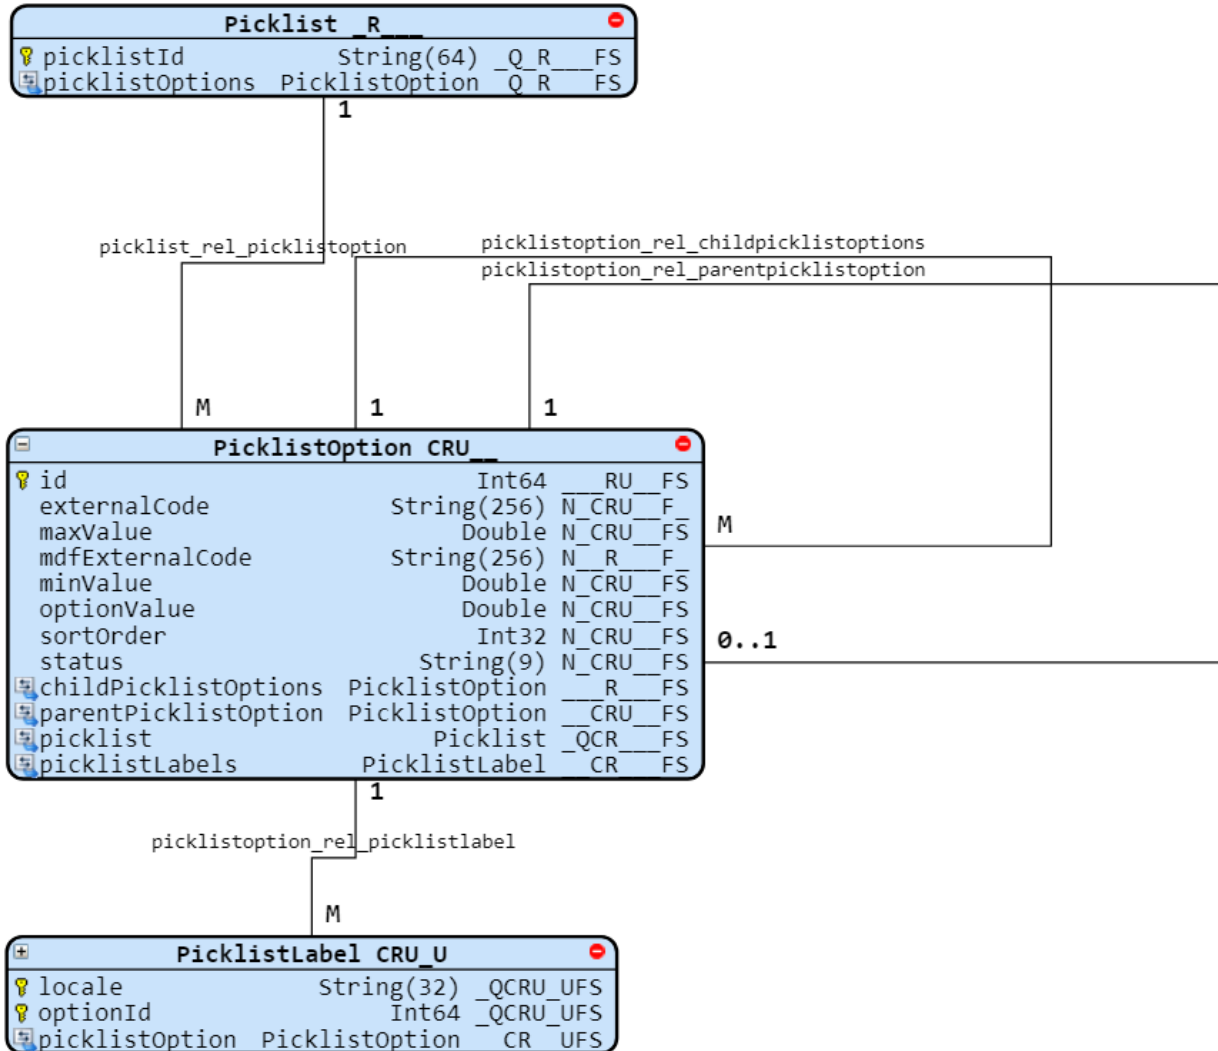 Picklist _R___
picklistId String(64) _Q_R___FS
picklistOptions PicklistOption _Q_R___FS
1
picklist_rel_picklistoption
picklistoption_rel_childpicklistoptions
picklistoption_rel_parentpicklistoption
M 1 1
PicklistOption CRU__
id Int64 ___RU__FS
externalCode String(256) N_CRU__F_
maxValue Double N_CRU__FS
M
mdfExternalCode String(256) N__R___F_
minValue Double N_CRU__FS
optionValue Double N_CRU__FS
sortOrder Int32 N_CRU__FS
0..1
status String(9) N_CRU__FS
childPicklistOptions PicklistOption ___R___FS
parentPicklistOption PicklistOption __CRU__FS
picklist Picklist _QCR___FS
picklistLabels PicklistLabel __CR___FS
1
picklistoption_rel_picklistlabel
M
PicklistLabel CRU_U
locale String(32) _QCRU_UFS
optionId Int64 _QCRU_UFS
picklistOption PicklistOption __CR__UFS